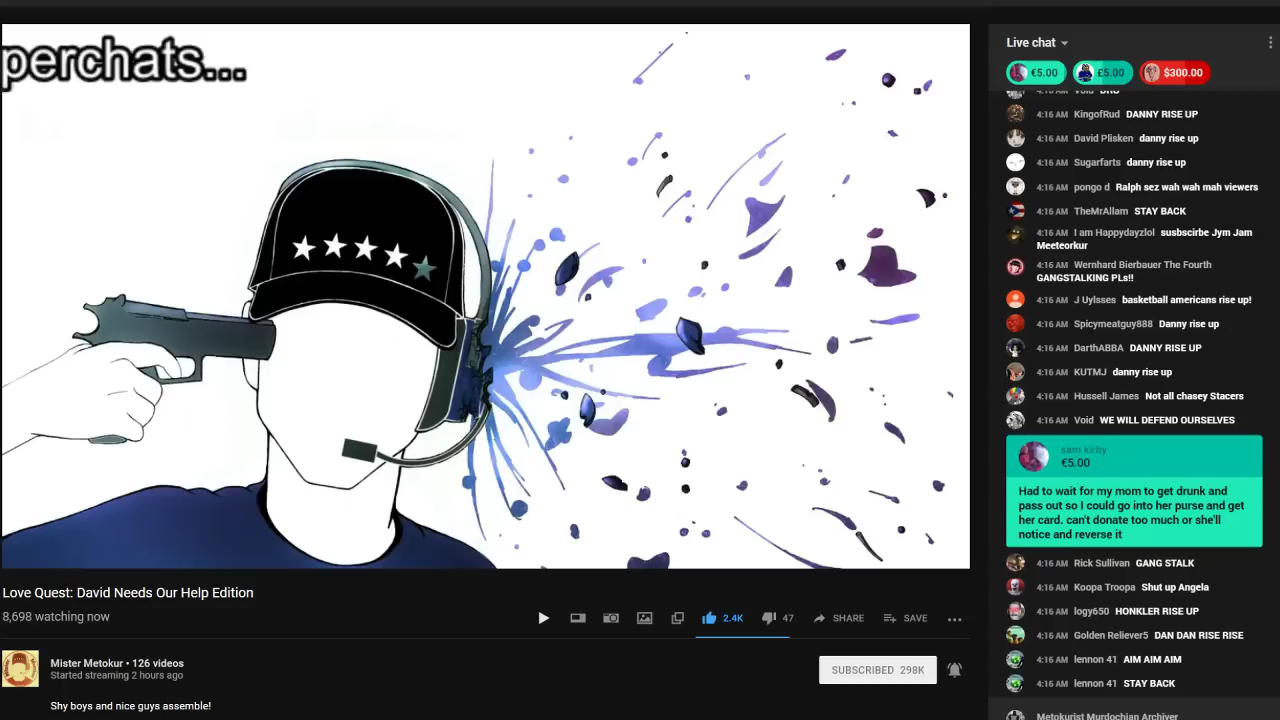 perchats...
Live chat
€5.00
£5.00
$300.00
KingofRud DANNY RISE UP
4:16 AM
4:16 AM David Plisken danny rise up
4:16 AM Sugarfarts danny rise up
4:16 AM pongo d Ralph sez wah wah mah viewers
4:16 AM TheMrAllam STAY BACK
4:16 AM I am Happydayzlol susbscirbe Jym Jam
Meeteorkur
4:16 AM Wernhard Bierbauer The Fourth
GANGSTALKING PLs!!
4:16 AM J Uylsses basketball americans rise up!
4:16 AM Spicymeatguy888 Danny rise up
4:16 AM DarthABBA DANNY RISE UP
4:16 AM KUTMJ danny rise up
4:16 AM Hussell James Not all chasey Stacers
4:16 AM Void WE WILL DEFEND OURSELVES
sam kirby
€5.00
Had to wait for my mom to get drunk and
pass out so I could go into her purse and get
her card. can't donate too much or she'll
notice and reverse it
4:16 AM Rick Sullivan GANG STALK
4:16 AM Koopa Troopa Shut up Angela
4:16 AM logy650 HONKLER RISE UP
4:16 AM Golden Reliever5 DAN DAN RISE RISE
4:16 AM lennon 41 AIM AIM AIM
4:16 AM lennon 41 STAY BACK
Metokurist Murdochian Archiver
Love Quest: David Needs Our Help Edition
8,698 watching now
2.4K
47
SHARE
SAVE
Mister Metokur • 126 videos
Started streaming 2 hours ago
SUBSCRIBED 298K
Shy boys and nice guys assemble!